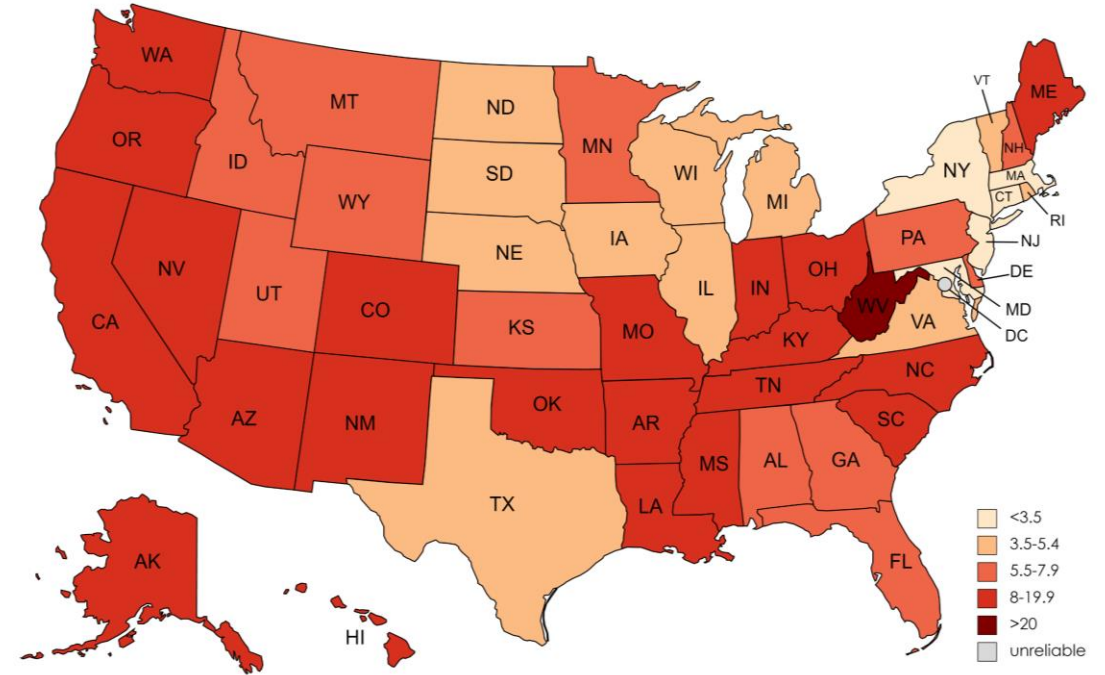 WA
OR
CA
NV
ID
MT
WY
UT
CO
AZ
NM
ND
SD
NE
KS
OK
TX
MN
IA
MO
AR
LA
WI
IL
MI
IN
OH
KY
TN
MS
AL
GA
FL
SC
NC
VA
WV
PA
NY
VT
NH
ME
MA
CT
RI
NJ
DE
MD
DC
AK
HI
<3.5
3.5-5.4
5.5-7.9
8-19.9
>20
unreliable